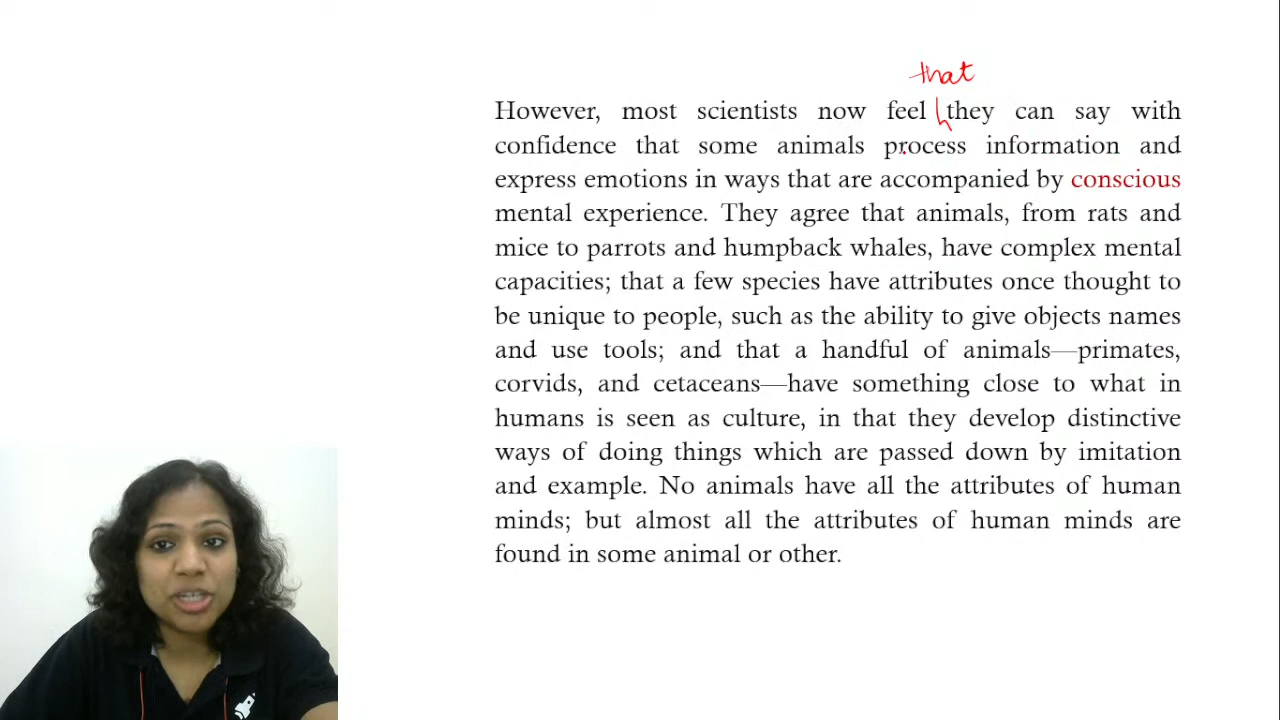 that
However, most scientists now feel they can say with
confidence that some animals process information and
express emotions in ways that are accompanied by conscious
mental experience. They agree that animals, from rats and
mice to parrots and humpback whales, have complex mental
capacities; that a few species have attributes once thought to
be unique to people, such as the ability to give objects names
and use tools; and that a handful of animals—primates,
corvids, and cetaceans—have something close to what in
humans is seen as culture, in that they develop distinctive
ways of doing things which are passed down by imitation
and example. No animals have all the attributes of human
minds; but almost all the attributes of human minds are
found in some animal or other.